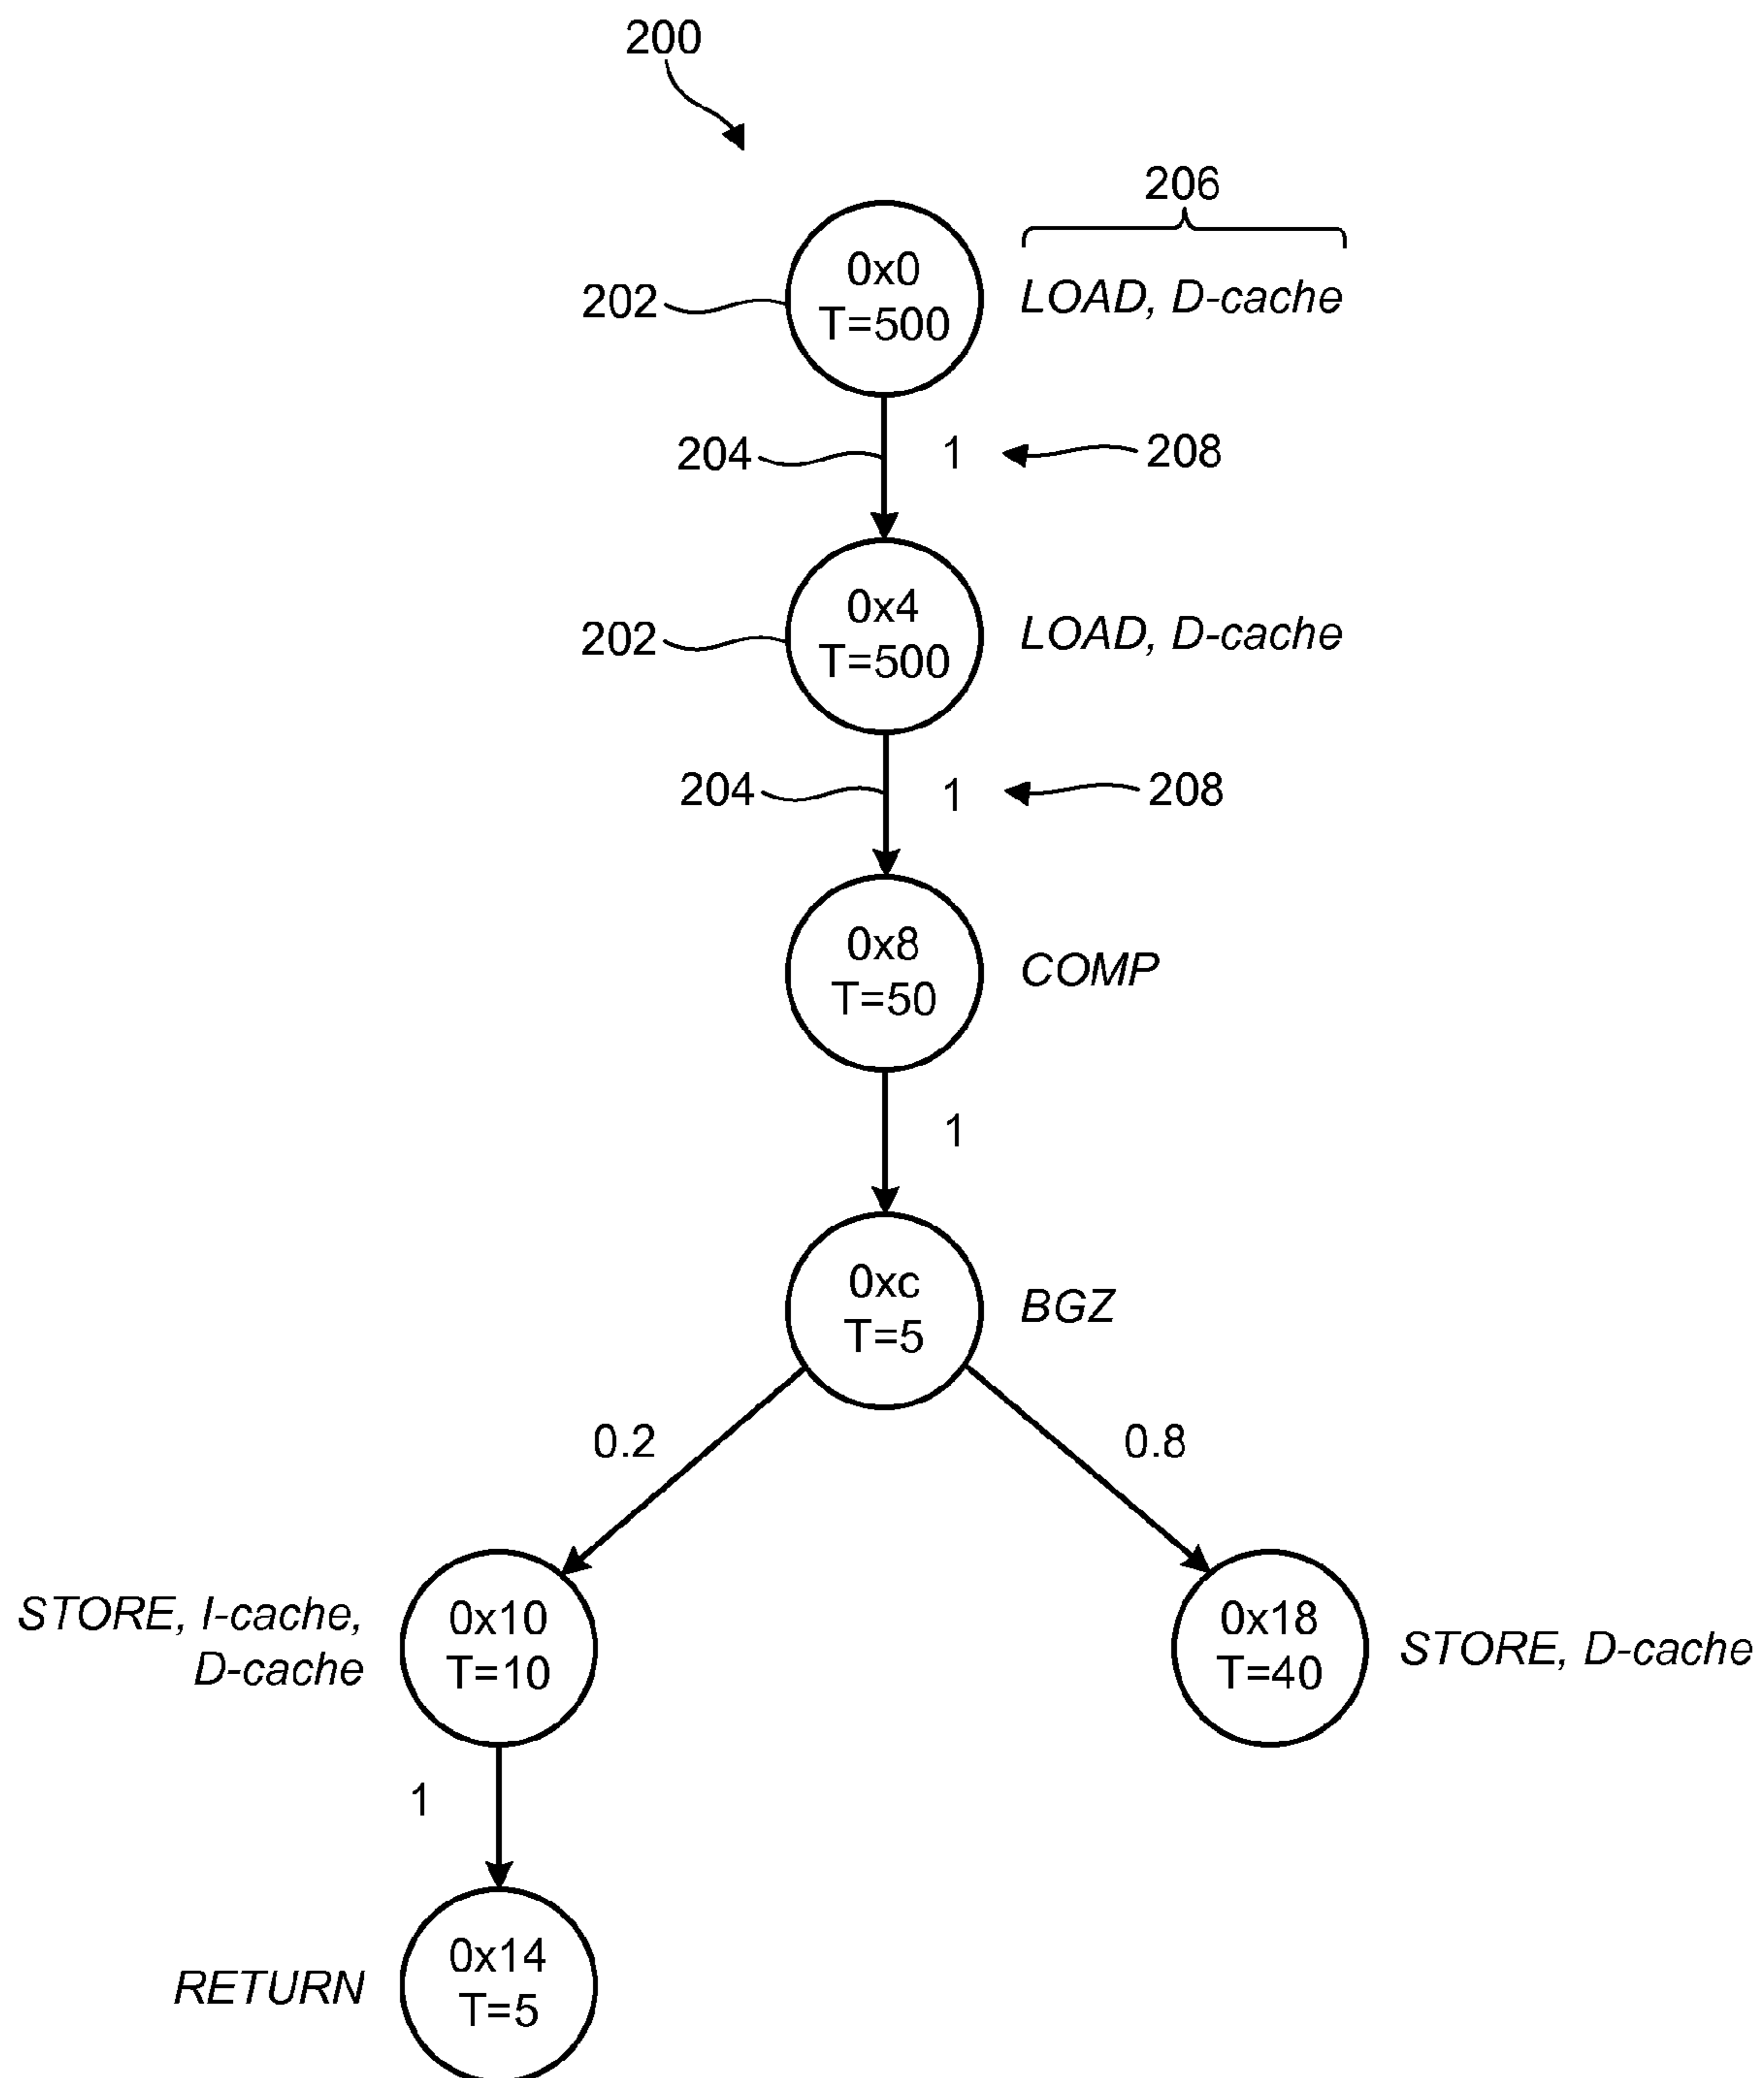 200
206
0x0
T=500
202
LOAD, D-cache
204
1
208
0x4
T=500
202
LOAD, D-cache
204
1
208
0x8
T=50
COMP
1
0xc
T=5
BGZ
0.2
0.8
STORE, I-cache,
D-cache
0x10
T=10
0x18
T=40
STORE, D-cache
1
0x14
T=5
RETURN